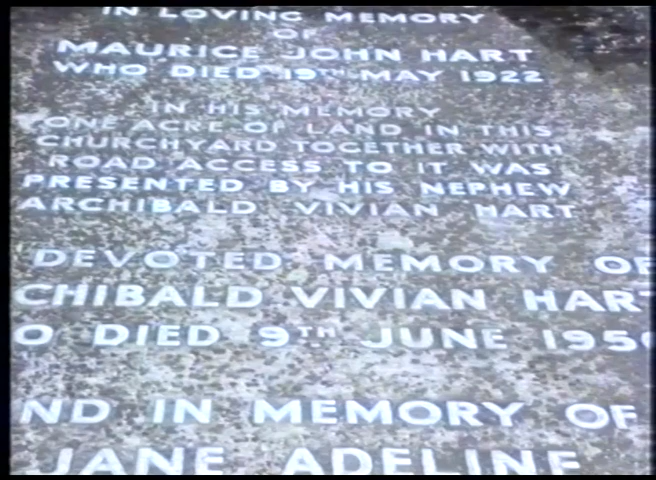 IN LOVING MEMORY
OF
MAURICE JOHN HART
WHO DIED 19TH MAY 1922
IN HIS MEMORY
ONE ACRE OF LAND IN THIS
CHURCHYARD TOGETHER WITH
ROAD ACCESS TO IT WAS
PRESENTED BY HIS NEPHEW
ARCHIBALD VIVIAN HART
DEVOTED MEMORY OF
CHIBALD VIVIAN HART
O DIED 9TH JUNE 1950
ND IN MEMORY OF
JANE ADELINE